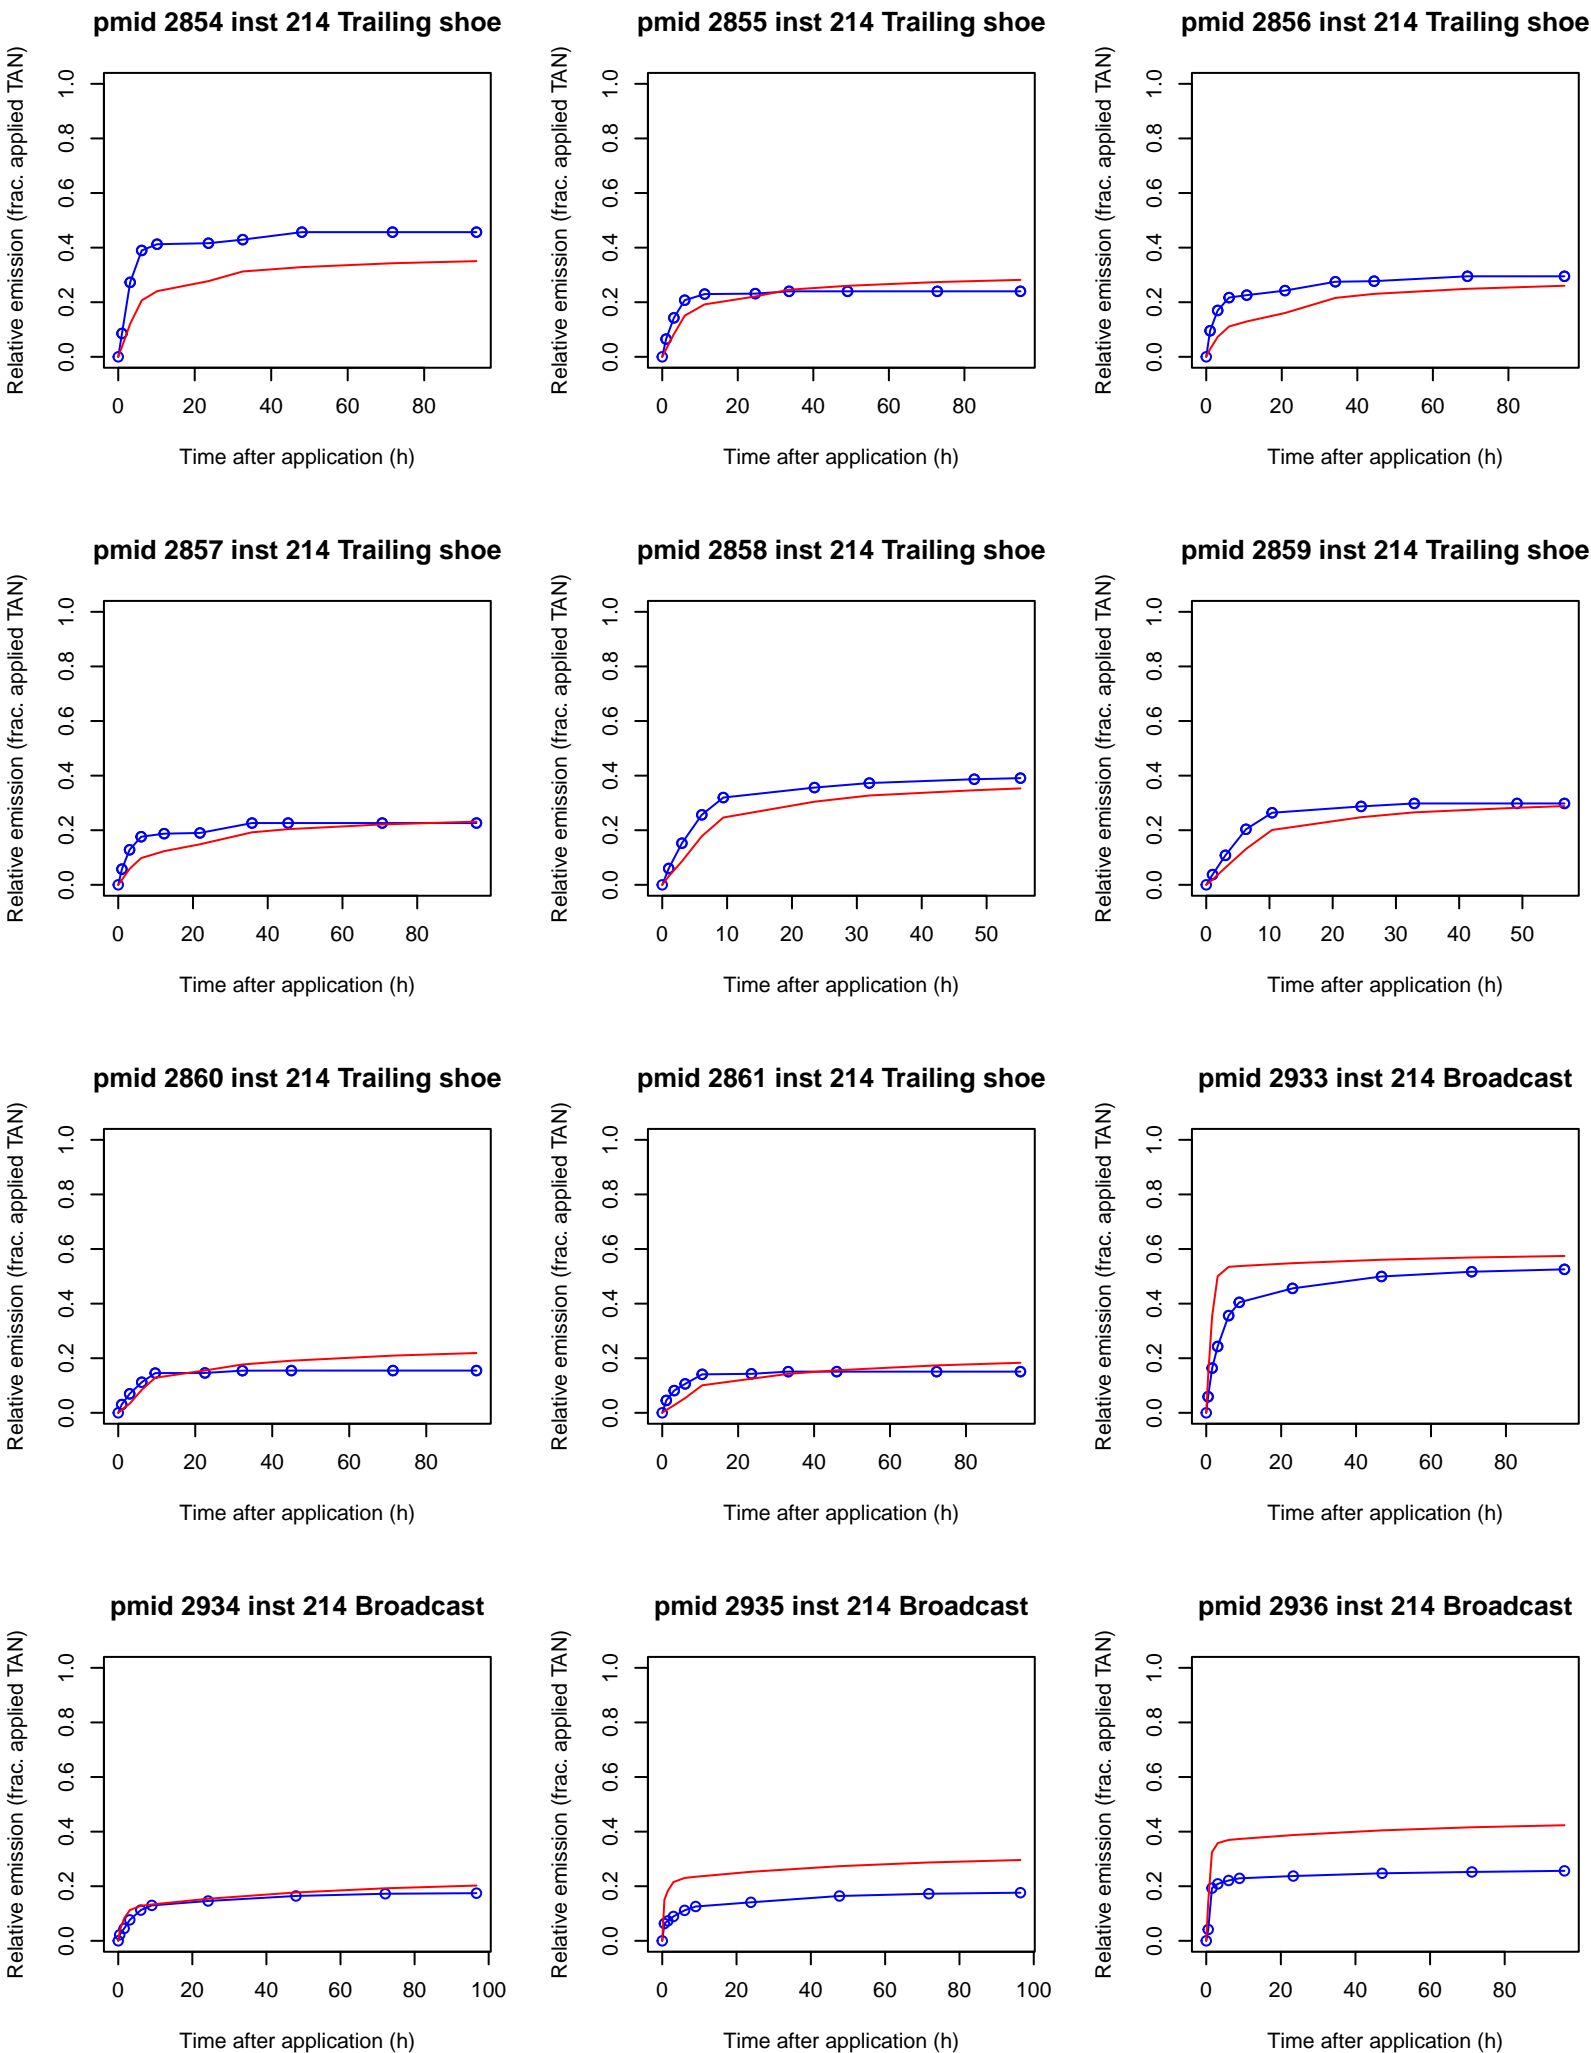 pmid 2854 inst 214 Trailing shoe
Relative emission (frac. applied TAN)
1.0
0.8
0.6
0.4
0.2
0.0
0 20 40 60 80
Time after application (h)
pmid 2855 inst 214 Trailing shoe
Relative emission (frac. applied TAN)
1.0
0.8
0.6
0.4
0.2
0.0
0 20 40 60 80
Time after application (h)
pmid 2856 inst 214 Trailing shoe
Relative emission (frac. applied TAN)
1.0
0.8
0.6
0.4
0.2
0.0
0 20 40 60 80
Time after application (h)
pmid 2857 inst 214 Trailing shoe
Relative emission (frac. applied TAN)
1.0
0.8
0.6
0.4
0.2
0.0
0 20 40 60 80
Time after application (h)
pmid 2858 inst 214 Trailing shoe
Relative emission (frac. applied TAN)
1.0
0.8
0.6
0.4
0.2
0.0
0 10 20 30 40 50
Time after application (h)
pmid 2859 inst 214 Trailing shoe
Relative emission (frac. applied TAN)
1.0
0.8
0.6
0.4
0.2
0.0
0 10 20 30 40 50
Time after application (h)
pmid 2860 inst 214 Trailing shoe
Relative emission (frac. applied TAN)
1.0
0.8
0.6
0.4
0.2
0.0
0 20 40 60 80
Time after application (h)
pmid 2861 inst 214 Trailing shoe
Relative emission (frac. applied TAN)
1.0
0.8
0.6
0.4
0.2
0.0
0 20 40 60 80
Time after application (h)
pmid 2933 inst 214 Broadcast
Relative emission (frac. applied TAN)
1.0
0.8
0.6
0.4
0.2
0.0
0 20 40 60 80
Time after application (h)
pmid 2934 inst 214 Broadcast
Relative emission (frac. applied TAN)
1.0
0.8
0.6
0.4
0.2
0.0
0 20 40 60 80 100
Time after application (h)
pmid 2935 inst 214 Broadcast
Relative emission (frac. applied TAN)
1.0
0.8
0.6
0.4
0.2
0.0
0 20 40 60 80 100
Time after application (h)
pmid 2936 inst 214 Broadcast
Relative emission (frac. applied TAN)
1.0
0.8
0.6
0.4
0.2
0.0
0 20 40 60 80
Time after application (h)